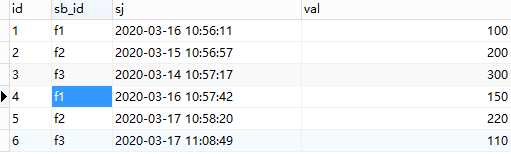 id sb_id sj val
1 f1 2020-03-16 10:56:11 100
2 f2 2020-03-15 10:56:57 200
3 f3 2020-03-14 10:57:17 300
4 f1 2020-03-16 10:57:42 150
5 f2 2020-03-17 10:58:20 220
6 f3 2020-03-17 11:08:49 110